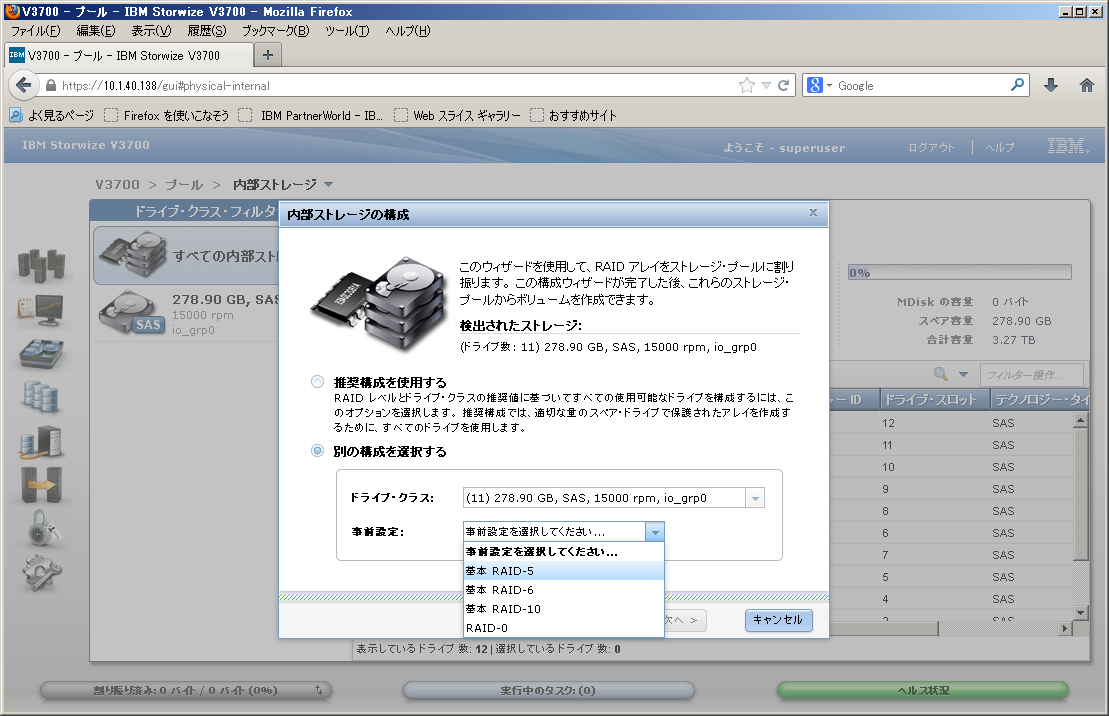 V3700 - プール - IBM Storwize V3700 - Mozilla Firefox
ファイル(F) 編集(E) 表示(V) 履歴(S) ブックマーク(B) ツール(T) ヘルプ(H)
IBM V3700 - プール - IBM Storwize V3700 +
https://10.1.40.138/gui#physical-internal
8 Google
よく見るページ Firefox を使いこなそう IBM PartnerWorld - IB... Web スライス ギャラリー おすすめサイト
IBM Storwize V3700 ようこそ - superuser ログアウト ヘルプ IBM.
V3700 > プール > 内部ストレージ
ドライブ・クラス・フィルタ
すべての内部スト
278.90 GB, SAS
15000 rpm
io_grp0
SAS
0%
MDisk の容量 0 バイト
スペア容量 278.90 GB
合計容量 3.27 TB
フィルター操作...
ー ID ドライブ・スロット テクノロジー・タイ
12 SAS
11 SAS
10 SAS
9 SAS
8 SAS
6 SAS
7 SAS
5 SAS
4 SAS
内部ストレージの構成 x
このウィザードを使用して、RAID アレイをストレージ・プールに割り
振ります。この構成ウィザードが完了した後、これらのストレージ・
プールからボリュームを作成できます。
検出されたストレージ:
(ドライブ数: 11) 278.90 GB, SAS, 15000 rpm, io_grp0
推奨構成を使用する
RAID レベルとドライブ・クラスの推奨値に基づいてすべての使用可能なドライブを構成するには、こ
のオプションを選択します。推奨構成では、適切な量のスペア・ドライブで保護されたアレイを作成す
るために、すべてのドライブを使用します。
別の構成を選択する
ドライブ・クラス: (11) 278.90 GB, SAS, 15000 rpm, io_grp0
事前設定: 事前設定を選択してください...
事前設定を選択してください...
基本 RAID-5
基本 RAID-6
基本 RAID-10
RAID-0
次へ > キャンセル
表示しているドライブ 数: 12 | 選択しているドライブ 数: 0
割り振り済み: 0 バイト / 0 バイト (0%) 実行中のタスク: (0) ヘルス状況